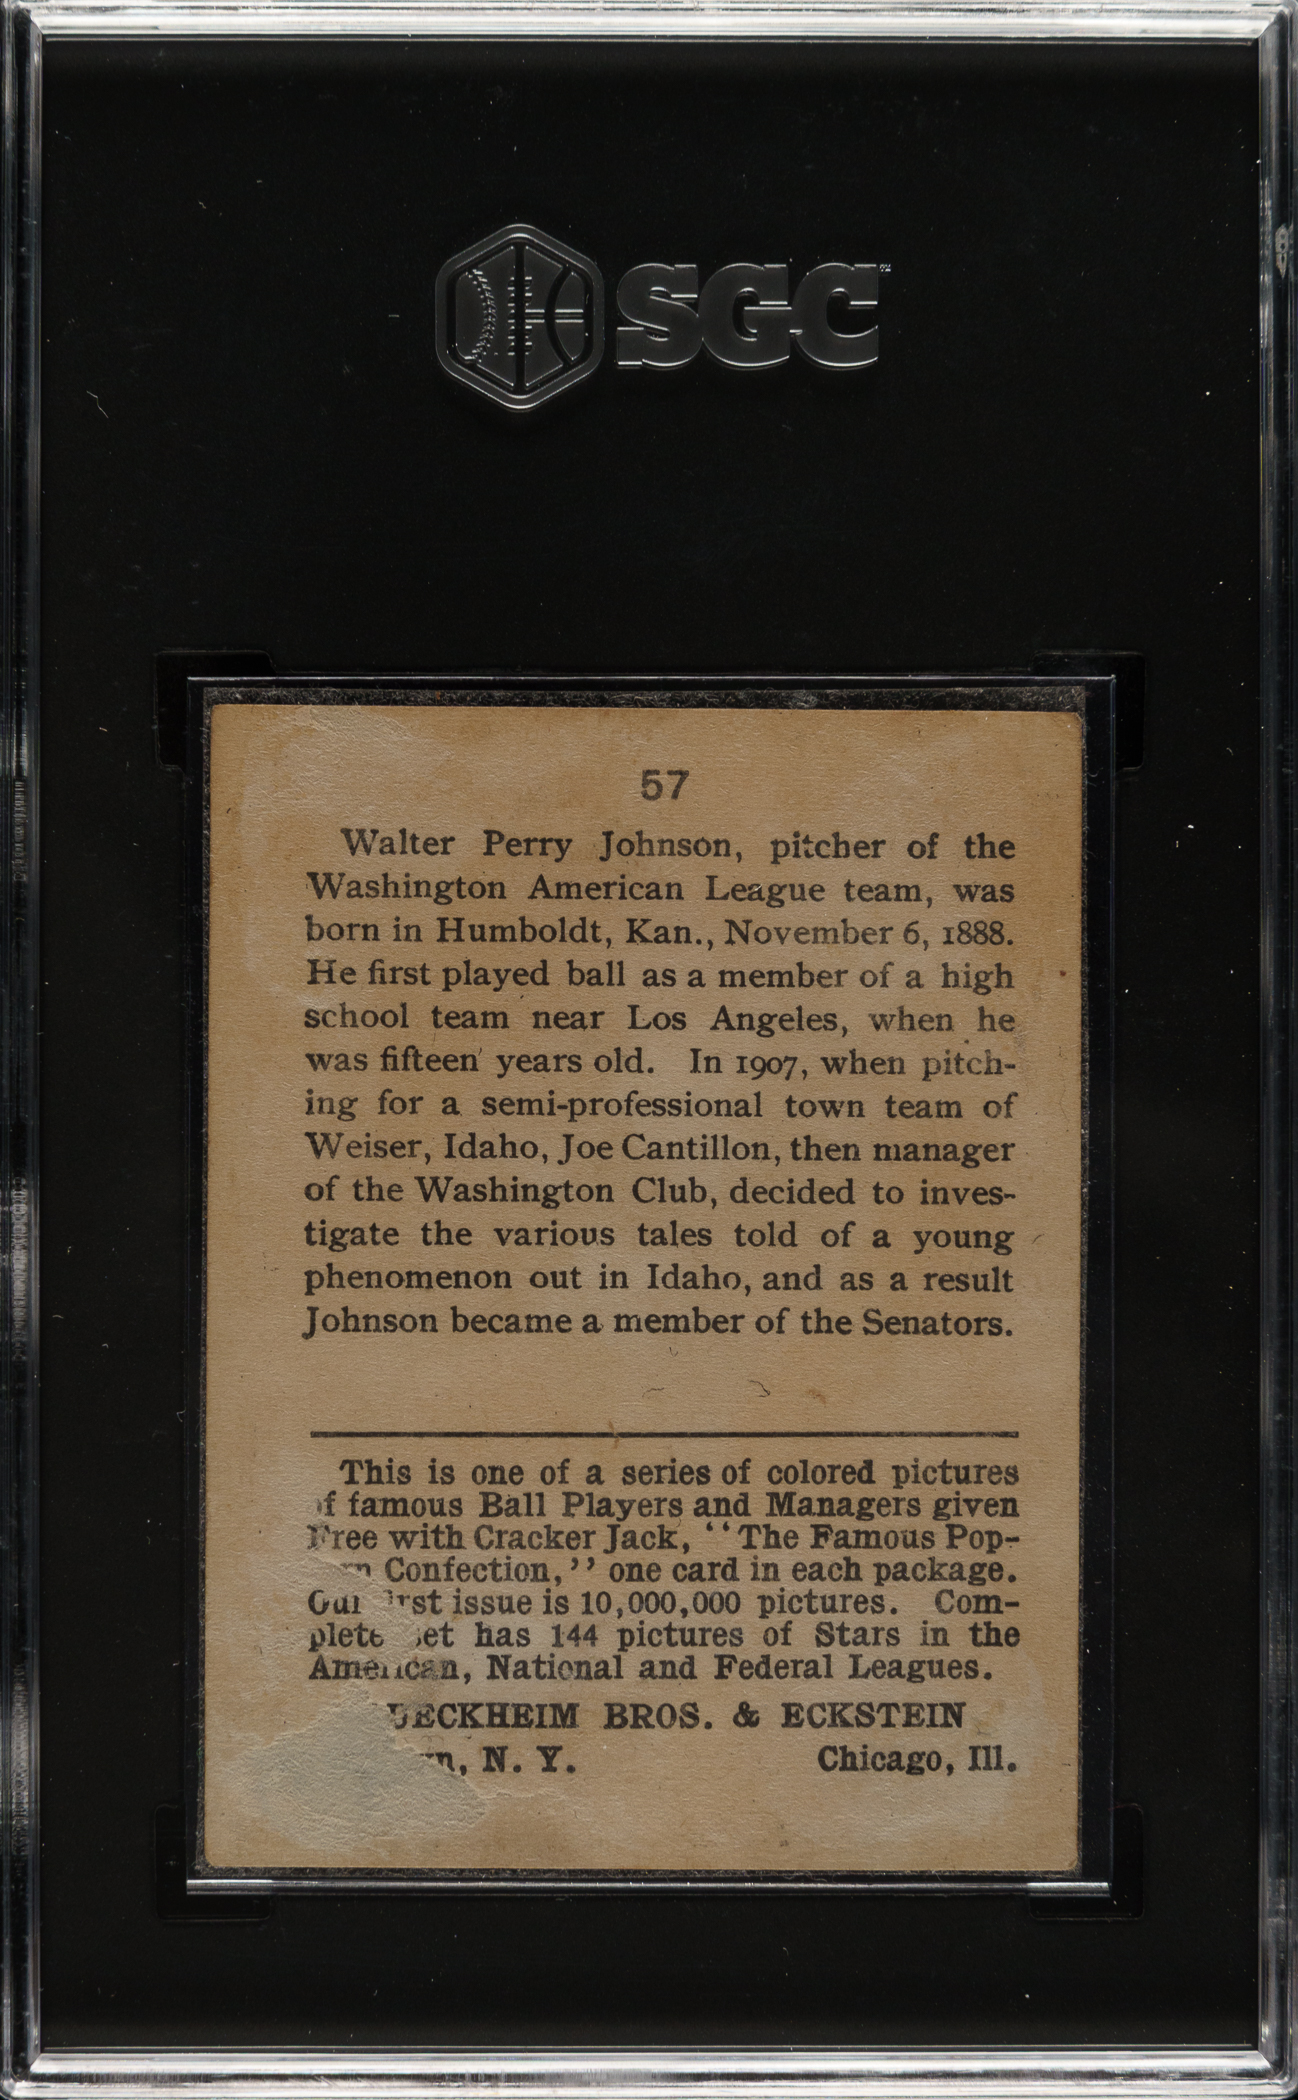 SGC
57
Walter Perry Johnson, pitcher of the
Washington American League team, was
born in Humboldt, Kan., November 6, 1888.
He first played ball as a member of a high
school team near Los Angeles, when he
was fifteen years old. In 1907, when pitch-
ing for a semi-professional town team of
Weiser, Idaho, Joe Cantillon, then manager
of the Washington Club, decided to inves-
tigate the various tales told of a young
phenomenon out in Idaho, and as a result
Johnson became a member of the Senators.
This is one of a series of colored pictures
of famous Ball Players and Managers given
Free with Cracker Jack, "The Famous Pop-
Confection," one card in each package.
Our first issue is 10,000,000 pictures. Com-
plete set has 144 pictures of Stars in the
American, National and Federal Leagues.
BROS. & ECKSTEIN
N. Y. Chicago, Ill.